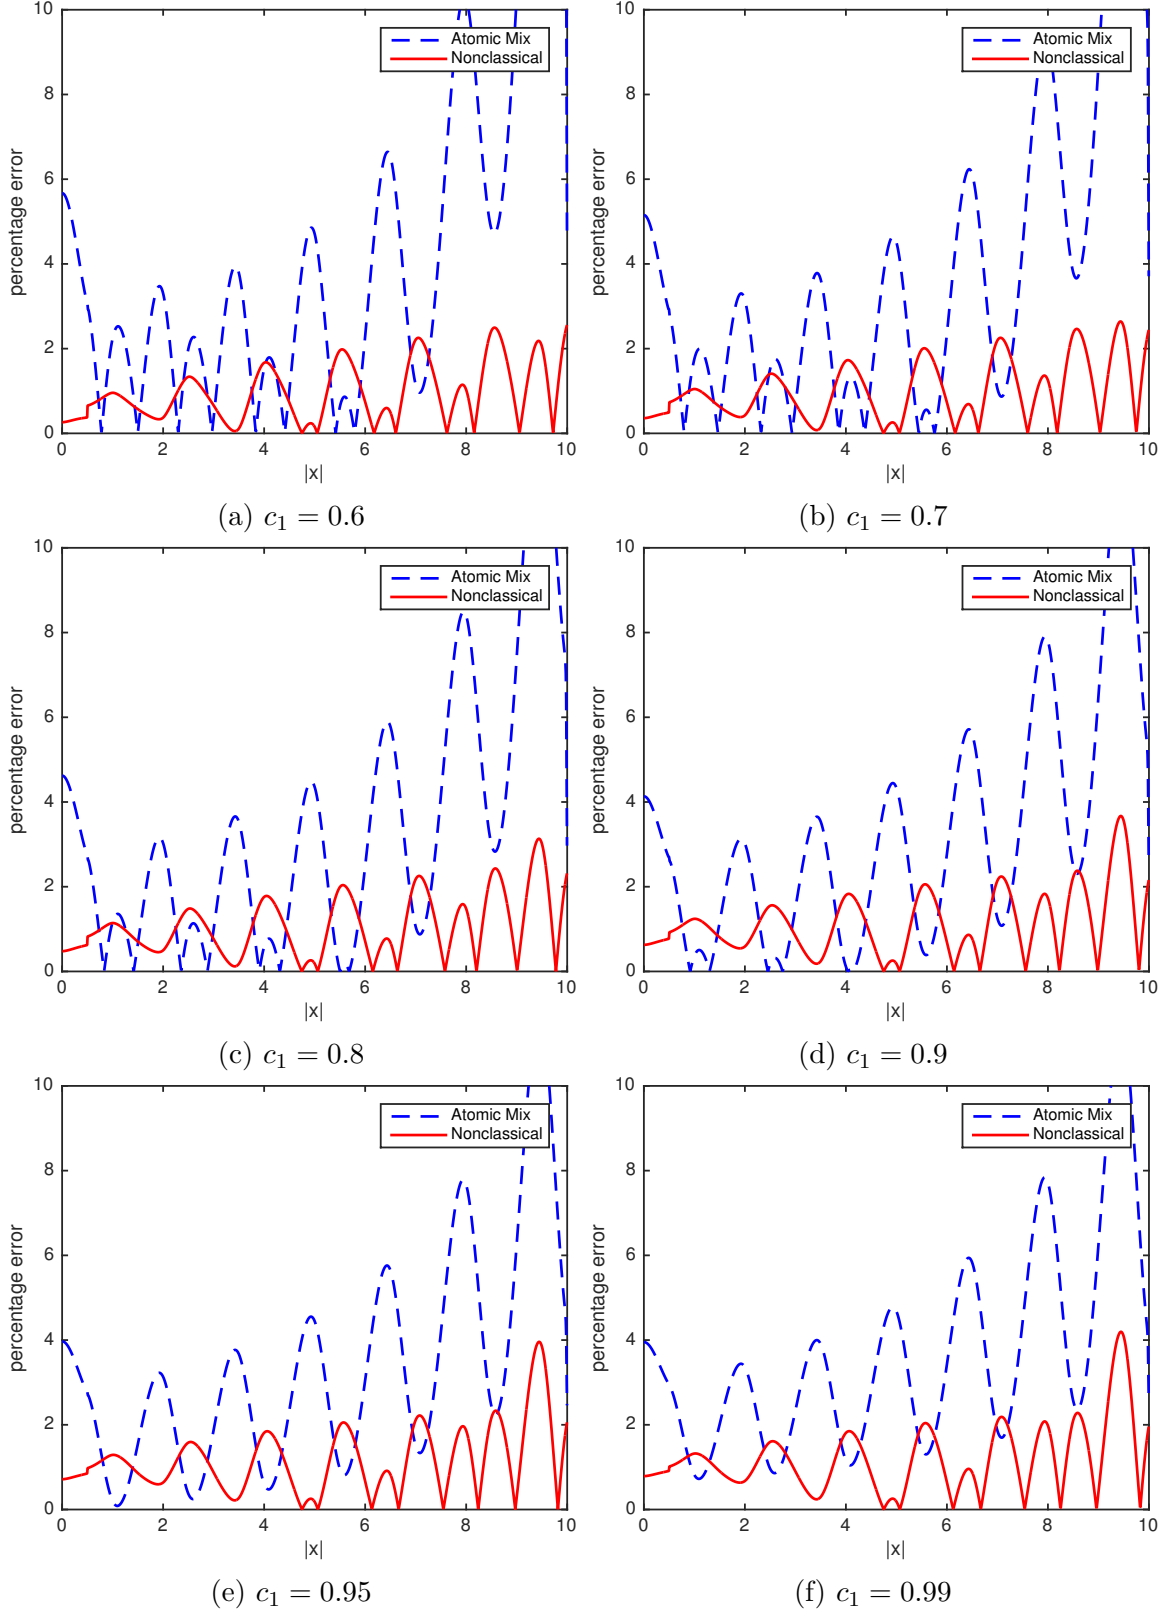 10
8
6
4
2
0
percentage error
Atomic Mix
Nonclassical
0 2 4 6 8 10
|x|
(a) c₁ = 0.6
10
8
6
4
2
0
percentage error
Atomic Mix
Nonclassical
0 2 4 6 8 10
|x|
(b) c₁ = 0.7
10
8
6
4
2
0
percentage error
Atomic Mix
Nonclassical
0 2 4 6 8 10
|x|
(c) c₁ = 0.8
10
8
6
4
2
0
percentage error
Atomic Mix
Nonclassical
0 2 4 6 8 10
|x|
(d) c₁ = 0.9
10
8
6
4
2
0
percentage error
Atomic Mix
Nonclassical
0 2 4 6 8 10
|x|
(e) c₁ = 0.95
10
8
6
4
2
0
percentage error
Atomic Mix
Nonclassical
0 2 4 6 8 10
|x|
(f) c₁ = 0.99